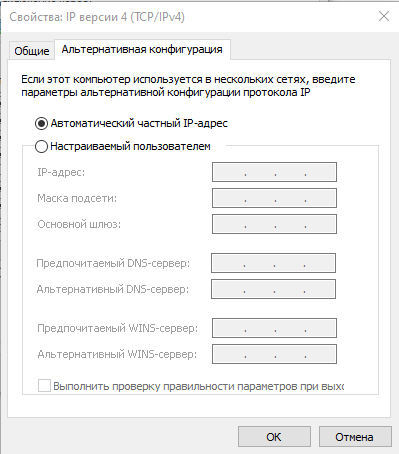 Свойства: IP версии 4 (TCP/IPv4)
Общие
Альтернативная конфигурация
Если этот компьютер используется в нескольких сетях, введите
параметры альтернативной конфигурации протокола IP
Автоматический частный IP-адрес
Настраиваемый пользователем
IP-адрес:
Маска подсети:
Основной шлюз:
Предпочитаемый DNS-сервер:
Альтернативный DNS-сервер:
Предпочитаемый WINS-сервер:
Альтернативный WINS-сервер:
Выполнить проверку правильности параметров при вых
ОК
Отмена